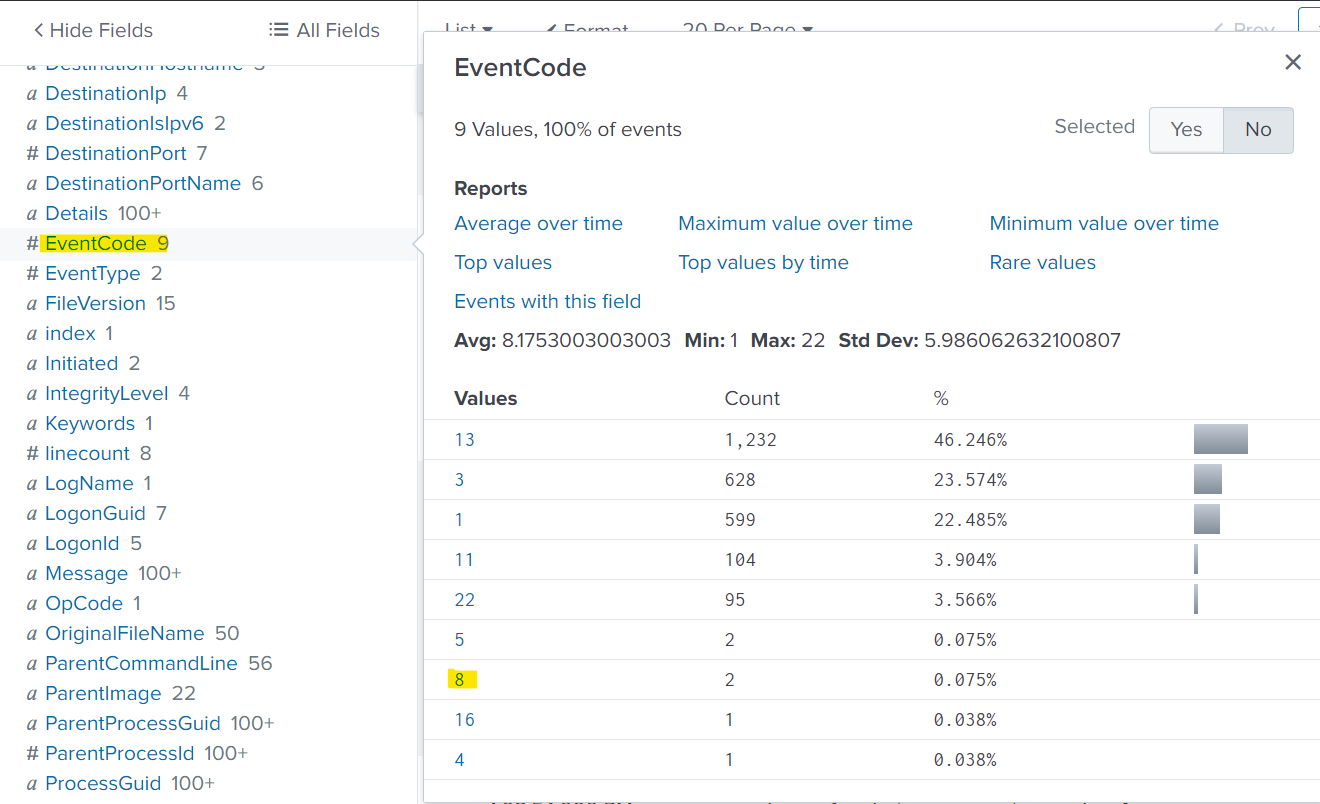 Hide Fields All Fields
List Format 20 Per Page Prev
a DestinationHostname
a DestinationIp 4
a DestinationIsIpv6 2
# DestinationPort 7
a DestinationPortName 6
a Details 100+
# EventCode 9
# EventType 2
a FileVersion 15
a index 1
a Initiated 2
a IntegrityLevel 4
a Keywords 1
# linecount 8
a LogName 1
a LogonGuid 7
a LogonId 5
a Message 100+
a OpCode 1
a OriginalFileName 50
a ParentCommandLine 56
a ParentImage 22
a ParentProcessGuid 100+
# ParentProcessId 100+
a ProcessGuid 100+
EventCode
9 Values, 100% of events Selected Yes No
Reports
Average over time Maximum value over time Minimum value over time
Top values Top values by time Rare values
Events with this field
Avg: 8.1753003003003 Min: 1 Max: 22 Std Dev: 5.986062632100807
Values Count %
13 1,232 46.246%
3 628 23.574%
1 599 22.485%
11 104 3.904%
22 95 3.566%
5 2 0.075%
8 2 0.075%
16 1 0.038%
4 1 0.038%